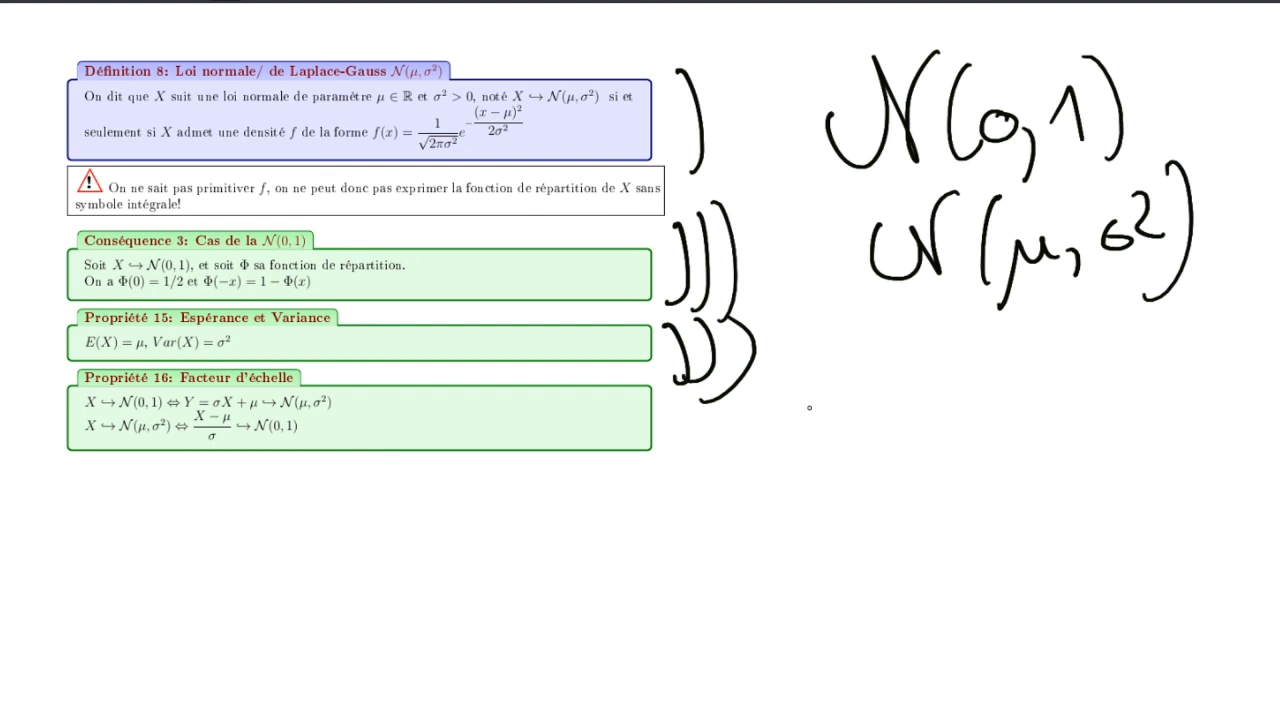 Définition 8: Loi normale/ de Laplace-Gauss 𝒩(μ, σ²)
On dit que X suit une loi normale de paramètre μ ∈ ℝ et σ² > 0, noté X ↪ 𝒩(μ, σ²) si et
seulement si X admet une densité f de la forme f(x) = 1/√(2πσ²) e^(−(x − μ)²/(2σ²))
On ne sait pas primitiver f, on ne peut donc pas exprimer la fonction de répartition de X sans
symbole intégrale!
Conséquence 3: Cas de la 𝒩(0, 1)
Soit X ↪ 𝒩(0, 1), et soit Φ sa fonction de répartition.
On a Φ(0) = 1/2 et Φ(−x) = 1 − Φ(x)
Propriété 15: Espérance et Variance
E(X) = μ, Var(X) = σ²
Propriété 16: Facteur d'échelle
X ↪ 𝒩(0, 1) ⇔ Y = σX + μ ↪ 𝒩(μ, σ²)
X ↪ 𝒩(μ, σ²) ⇔ (X − μ)/σ ↪ 𝒩(0, 1)
𝒩(0, 1)
𝒩(μ, σ²)